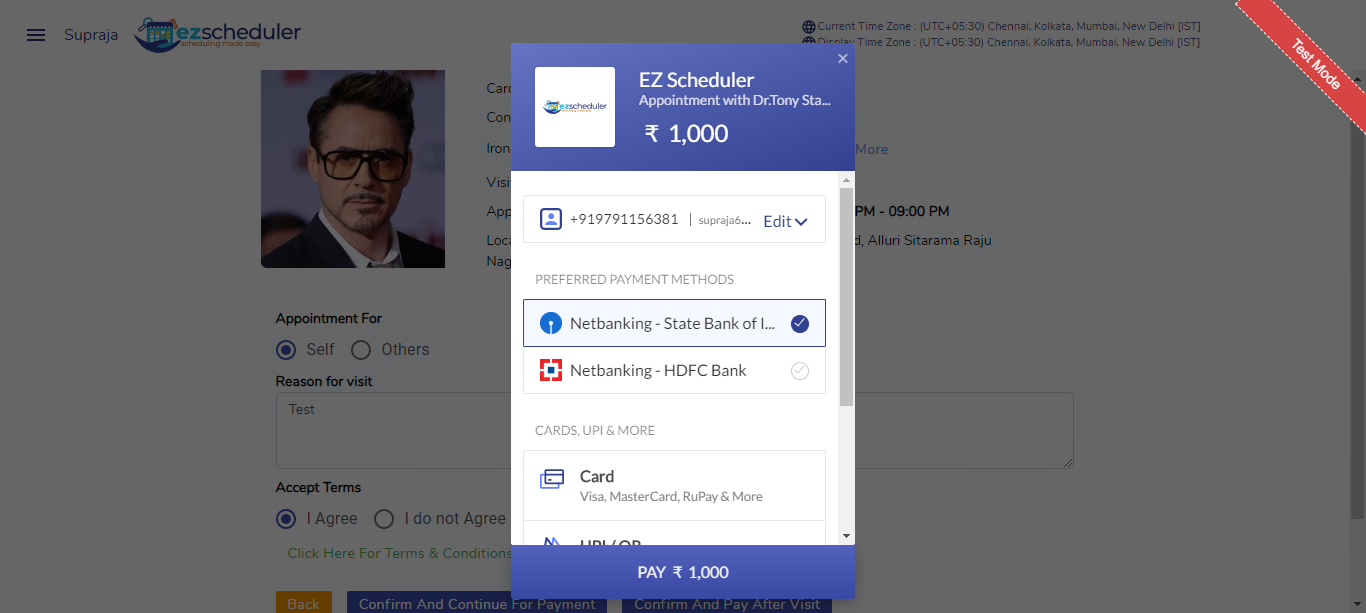 Supraja
ezscheduler
scheduling made easy
Current Time Zone : (UTC+05:30) Chennai, Kolkata, Mumbai, New Delhi [IST]
Display Time Zone : (UTC+05:30) Chennai, Kolkata, Mumbai, New Delhi [IST]
Test Mode
EZ Scheduler
Appointment with Dr.Tony Sta...
₹ 1,000
ezscheduler
+919791156381 | supraja6... Edit
PREFERRED PAYMENT METHODS
Netbanking - State Bank of I...
Netbanking - HDFC Bank
CARDS, UPI & MORE
Card
Visa, MasterCard, RuPay & More
UPI / QR
PAY ₹ 1,000
Card
Con
Iron
More
Visi
App
PM - 09:00 PM
Loca
d, Alluri Sitarama Raju
Nag
Appointment For
Self Others
Reason for visit
Test
Accept Terms
I Agree I do not Agree
Click Here For Terms & Conditions
Back Confirm And Continue For Payment Confirm And Pay After Visit